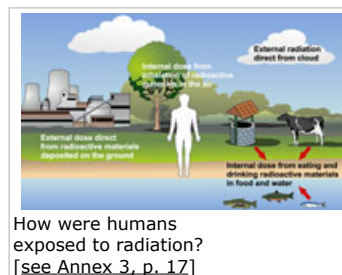 External radiation
direct from cloud
Internal dose from
inhalation of radioactive
materials in the air
External dose direct
from radioactive materials
deposited on the ground
Internal dose from eating and
drinking radioactive materials
in food and water
How were humans
exposed to radiation?
[see Annex 3, p. 17]